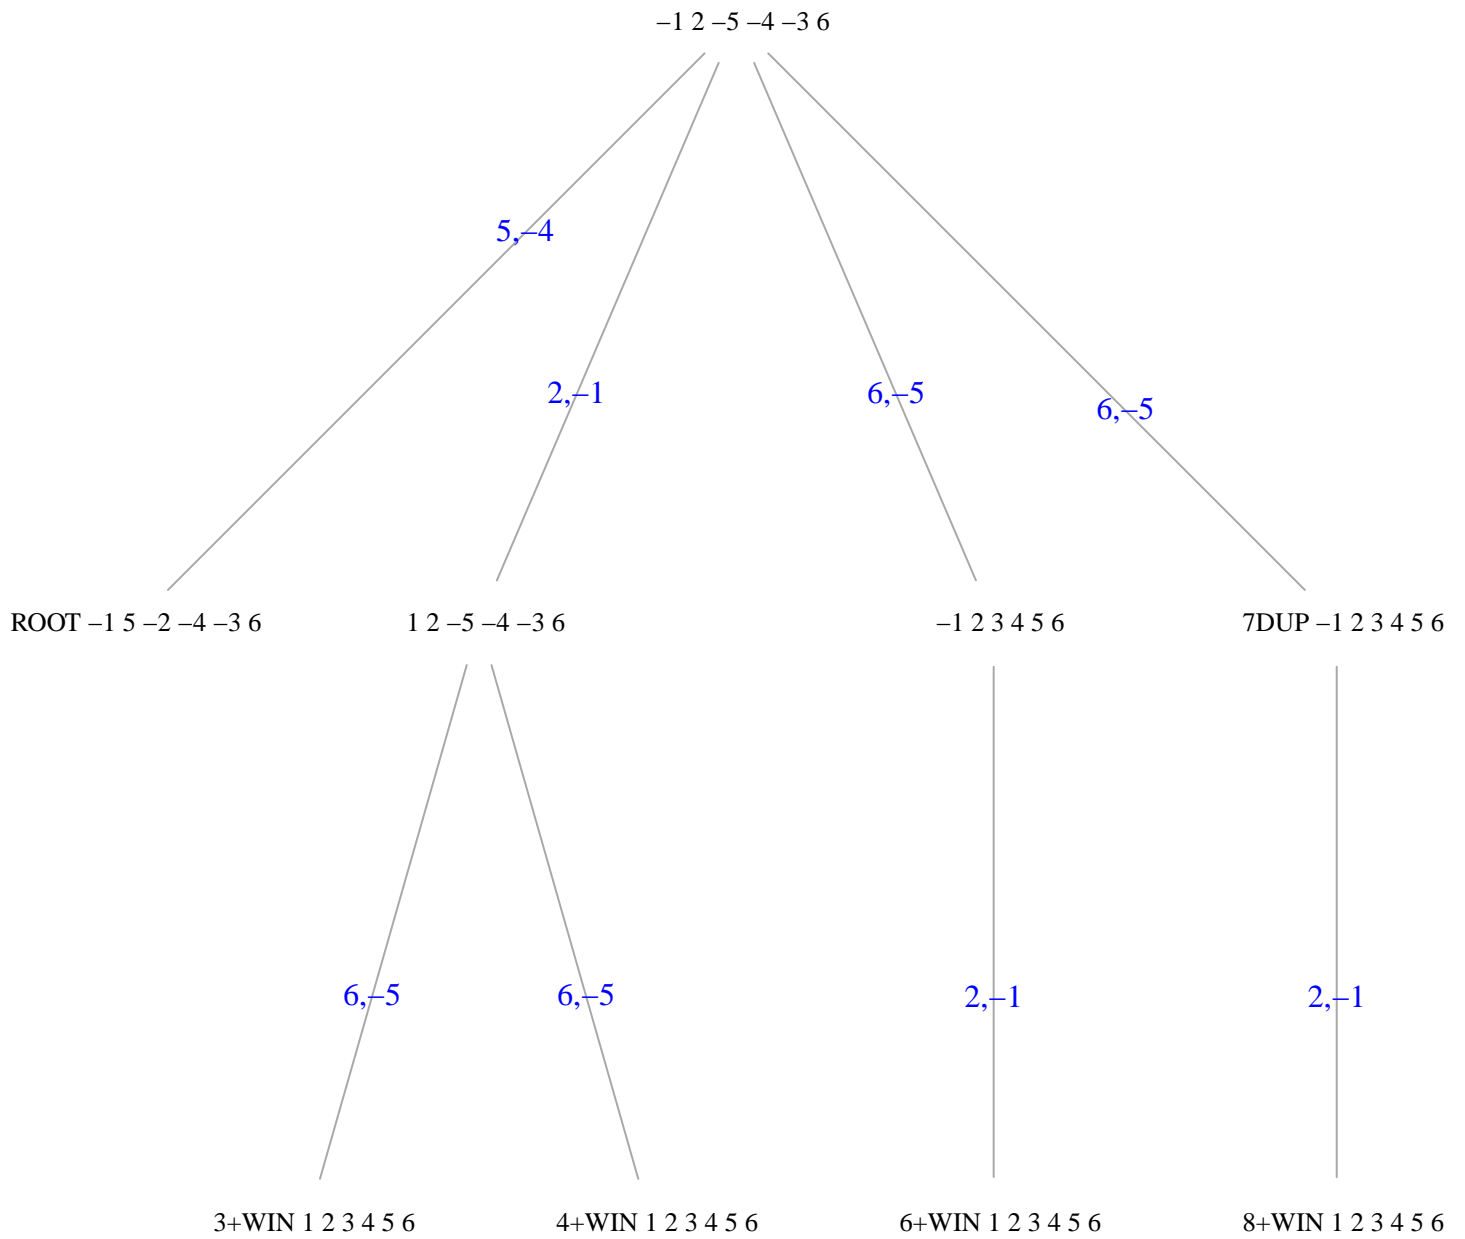 –1 2 –5 –4 –3 6
5,–4
2,–1
6,–5
6,–5
ROOT –1 5 –2 –4 –3 6
1 2 –5 –4 –3 6
–1 2 3 4 5 6
7DUP –1 2 3 4 5 6
6,–5
6,–5
2,–1
2,–1
3+WIN 1 2 3 4 5 6
4+WIN 1 2 3 4 5 6
6+WIN 1 2 3 4 5 6
8+WIN 1 2 3 4 5 6